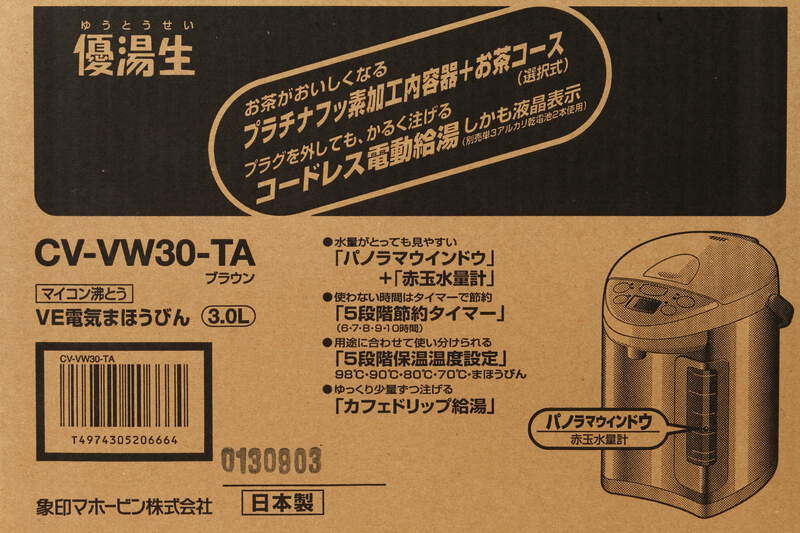 ゆうとうせい
優湯生
お茶がおいしくなる
プラチナフッ素加工内容器+お茶コース
(選択式)
プラグを外しても、かるく注げる
コードレス電動給湯 しかも液晶表示
(別売単3アルカリ乾電池2本使用)
CV-VW30-TA
ブラウン
マイコン沸とう
VE電気まほうびん 3.0L
CV-VW30-TA
T4974305206664
0130903
象印マホービン株式会社
日本製
●水量がとっても見やすい
「パノラマウインドウ」
+「赤玉水量計」
●使わない時間はタイマーで節約
「5段階節約タイマー」
(6・7・8・9・10時間)
●用途に合わせて使い分けられる
「5段階保温温度設定」
98℃・90℃・80℃・70℃・まほうびん
●ゆっくり少量ずつ注げる
「カフェドリップ給湯」
パノラマウインドウ
赤玉水量計